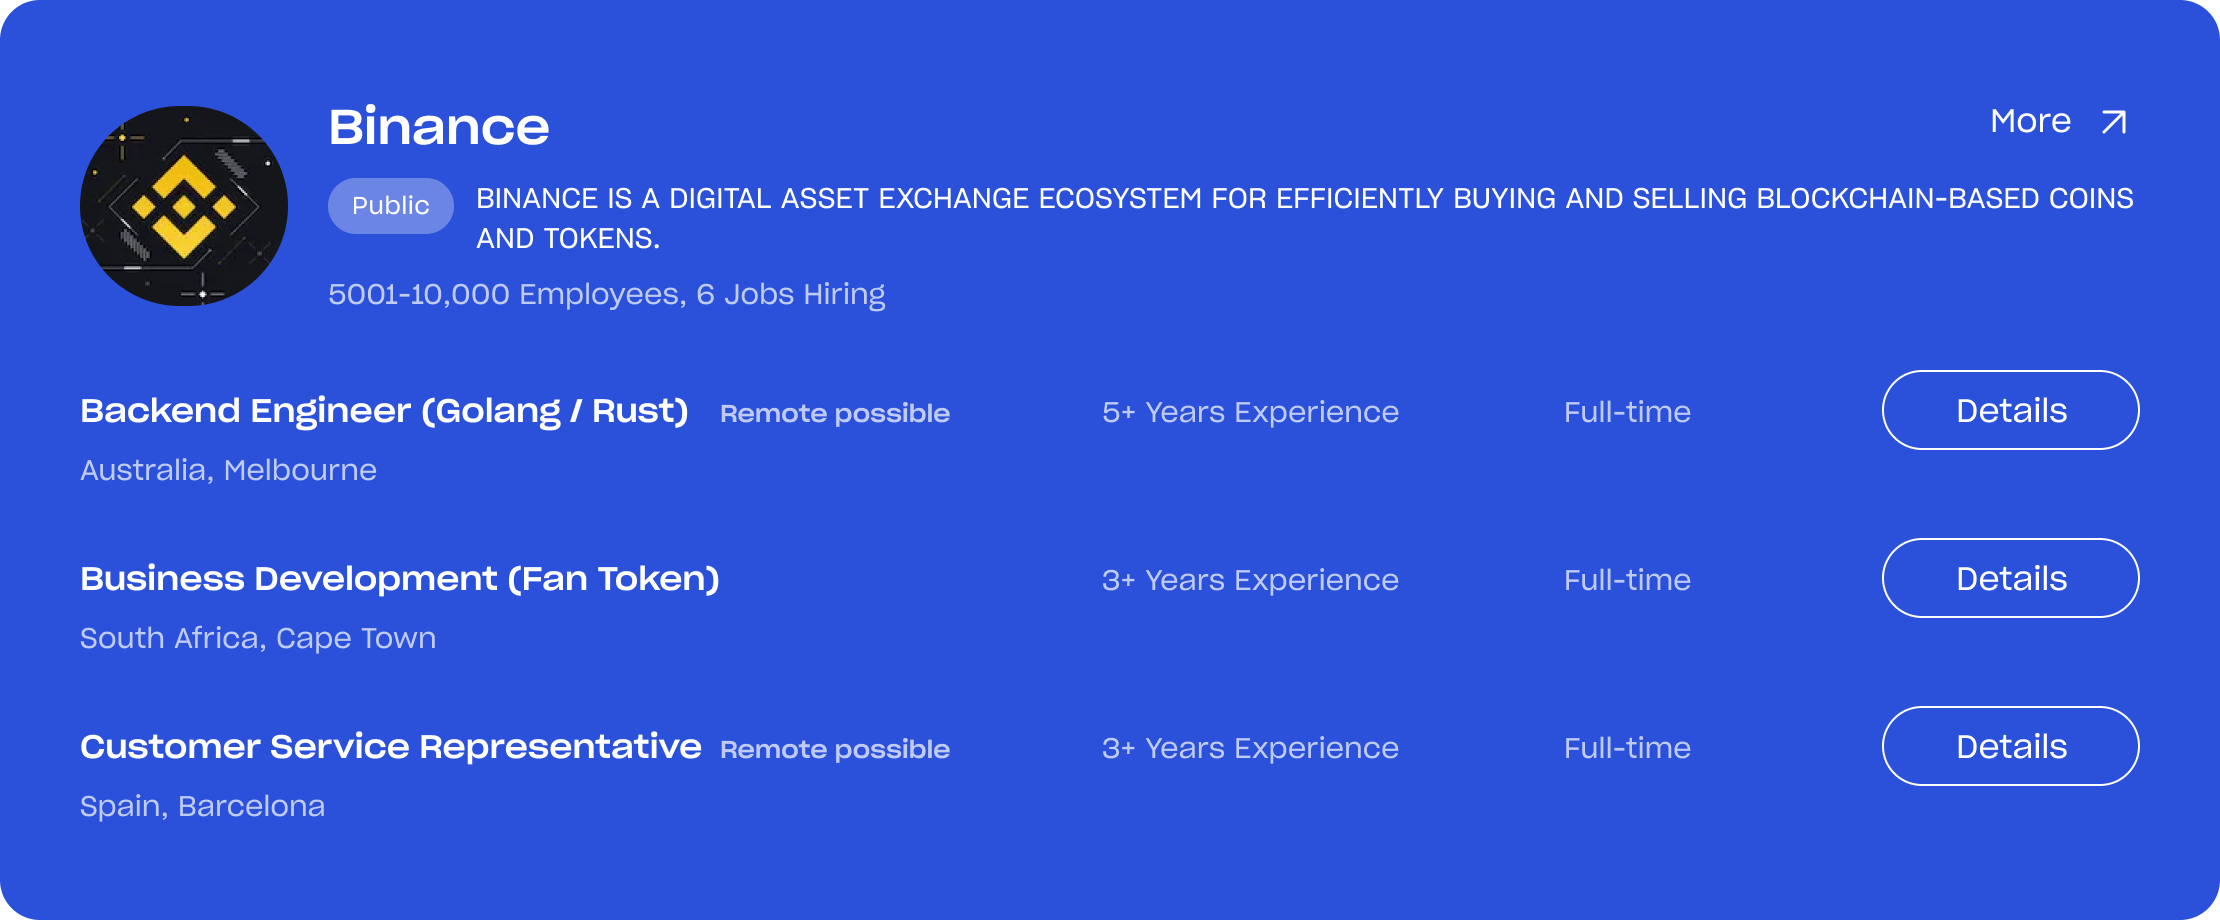 Binance
More
Public
BINANCE IS A DIGITAL ASSET EXCHANGE ECOSYSTEM FOR EFFICIENTLY BUYING AND SELLING BLOCKCHAIN-BASED COINS
AND TOKENS.
5001-10,000 Employees, 6 Jobs Hiring
Backend Engineer (Golang / Rust) Remote possible 5+ Years Experience Full-time Details
Australia, Melbourne
Business Development (Fan Token) 3+ Years Experience Full-time Details
South Africa, Cape Town
Customer Service Representative Remote possible 3+ Years Experience Full-time Details
Spain, Barcelona